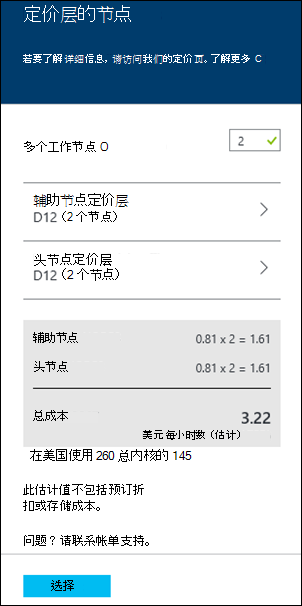 定价层的节点
若要了解详细信息，请访问我们的定价页。了解更多 C
多个工作节点 O
2
辅助节点定价层
D12（2 个节点）
头节点定价层
D12（2 个节点）
辅助节点 0.81 x 2 = 1.61
头节点 0.81 x 2 = 1.61
总成本 3.22
美元 每小时数（估计）
在美国使用 260 总内核的 145
此估计值不包括预订折
扣或存储成本。
问题？请联系帐单支持。
选择